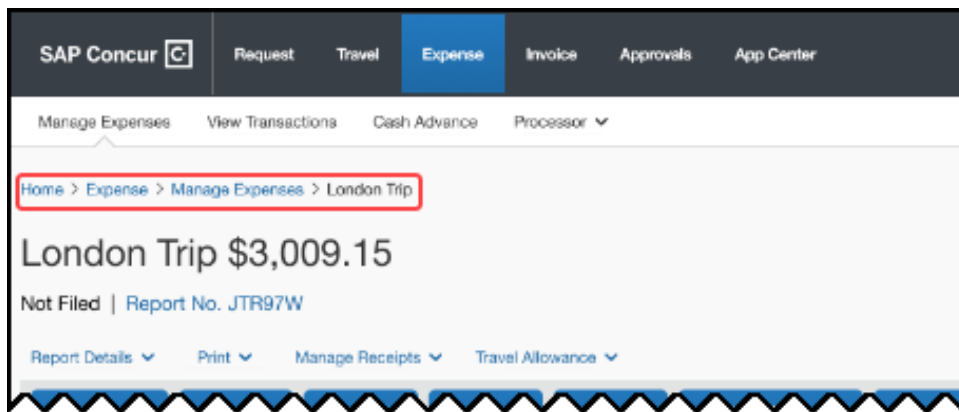 SAP Concur C Request Travel Expense Invoice Approvals App Center
Manage Expenses View Transactions Cash Advance Processor
Home > Expense > Manage Expenses > London Trip
London Trip $3,009.15
Not Filed | Report No. JTR97W
Report Details Print Manage Receipts Travel Allowance